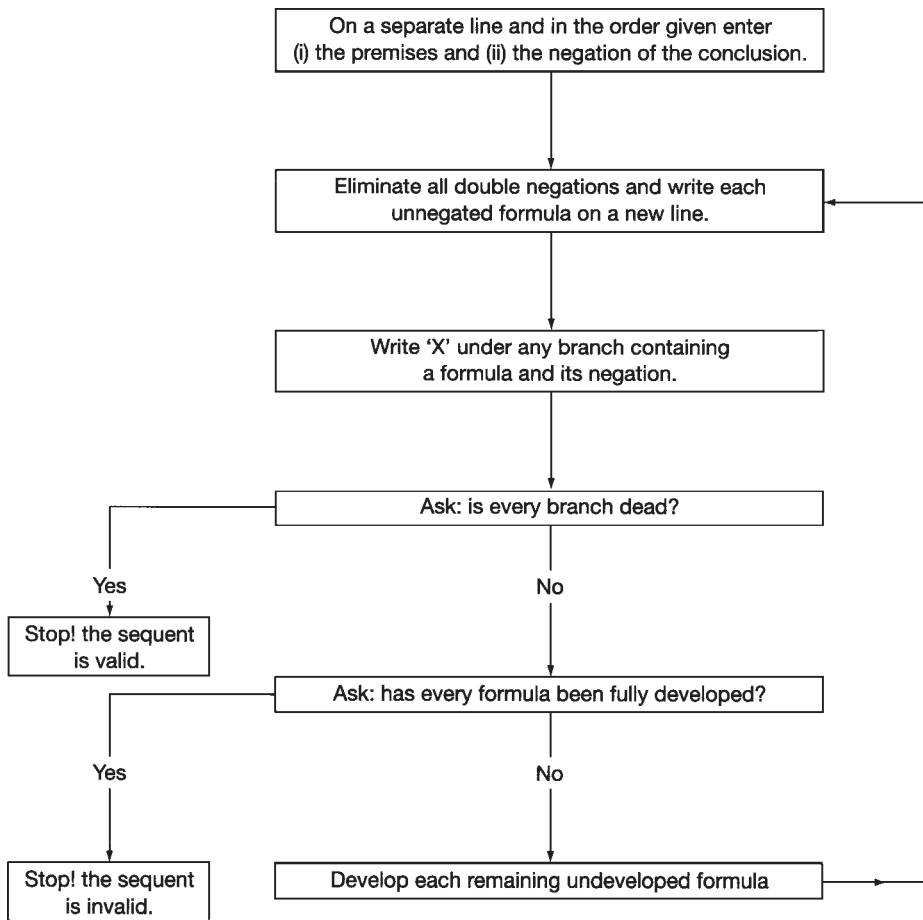 On a separate line and in the order given enter
(i) the premises and (ii) the negation of the conclusion.
Eliminate all double negations and write each
unnegated formula on a new line.
Write ‘X’ under any branch containing
a formula and its negation.
Ask: is every branch dead?
Yes
No
Stop! the sequent
is valid.
Ask: has every formula been fully developed?
Yes
No
Stop! the sequent
is invalid.
Develop each remaining undeveloped formula